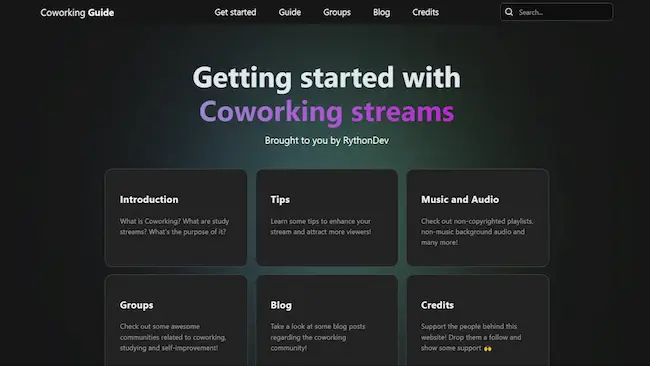 Coworking Guide
Get started
Guide
Groups
Blog
Credits
Search...
Getting started with
Coworking streams
Brought to you by RythonDev
Introduction
What is Coworking? What are study
streams? What's the purpose of it?
Tips
Learn some tips to enhance your
stream and attract more viewers!
Music and Audio
Check out non-copyrighted playlists,
non-music background audio and
many more!
Groups
Check out some awesome
communities related to coworking,
studying and self-improvement!
Blog
Take a look at some blog posts
regarding the coworking
community!
Credits
Support the people behind this
website! Drop them a follow and
show some support 🙌